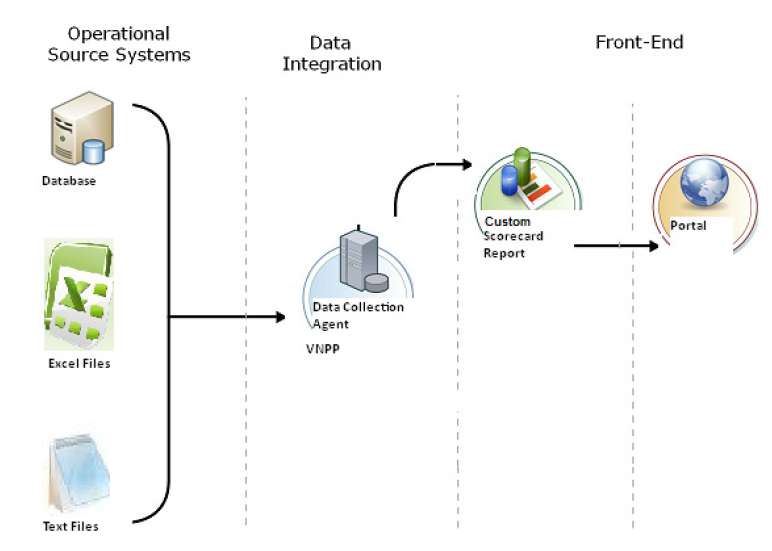 Operational
Source Systems
Data
Integration
Front-End
Database
Excel Files
Text Files
Data Collection
Agent
VNPP
Custom
Scorecard
Report
Portal